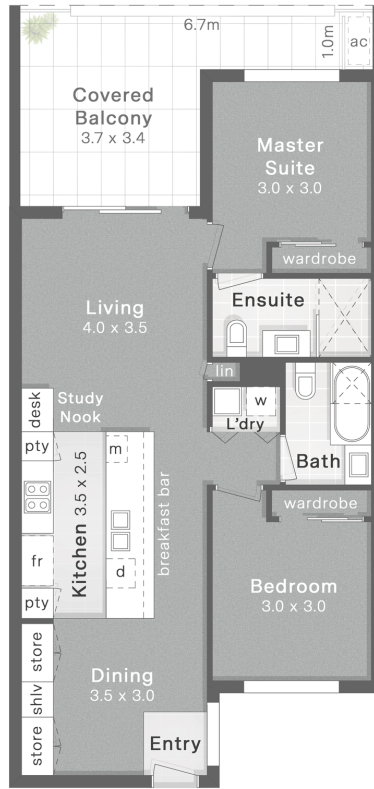 6.7m
1.0m
ac
Covered
Balcony
3.7 x 3.4
Master
Suite
3.0 x 3.0
wardrobe
Ensuite
Living
4.0 x 3.5
lin
w
L'dry
desk
Study
Nook
pty
m
Bath
Kitchen 3.5 x 2.5
breakfast bar
wardrobe
fr
d
Bedroom
3.0 x 3.0
pty
store
Dining
3.5 x 3.0
shlv
store
Entry